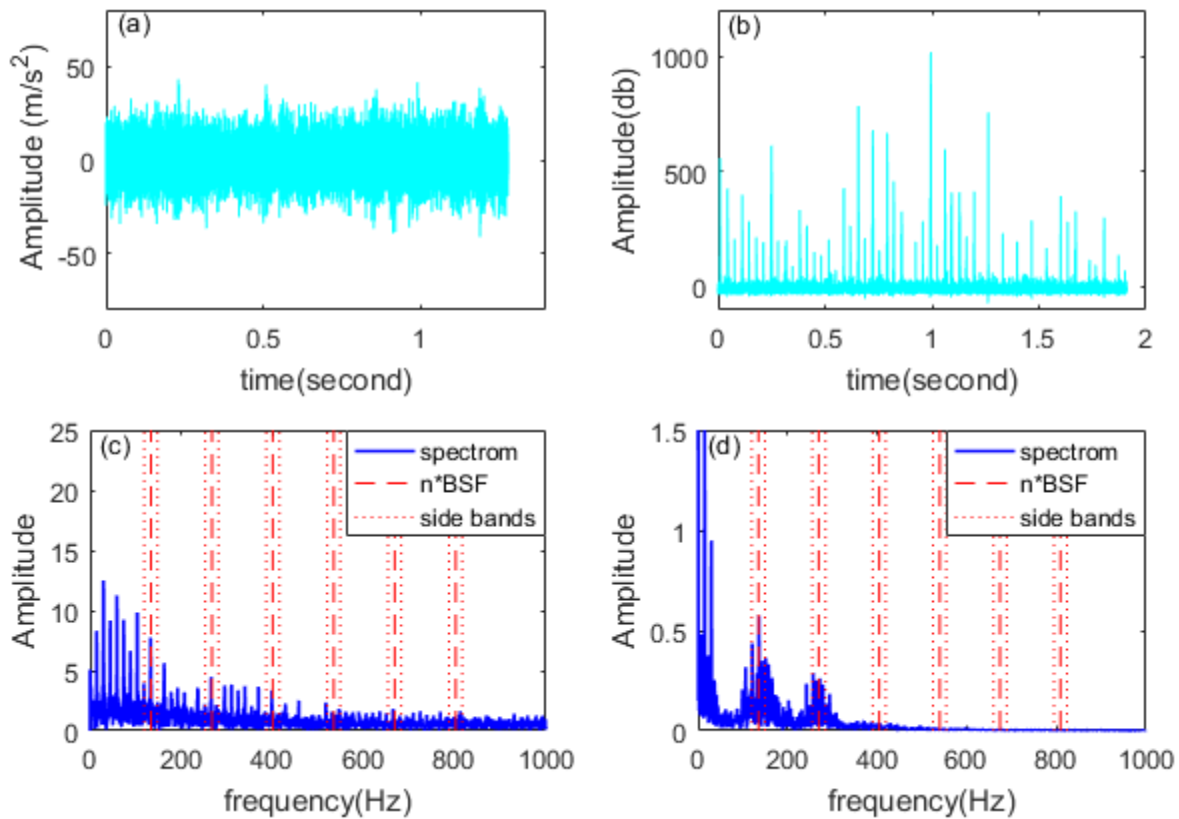 (a)
Amplitude (m/s²)
50
0
-50
0 0.5 1
time(second)
(b)
Amplitude(db)
1000
500
0
0 0.5 1 1.5 2
time(second)
(c)
Amplitude
25
20
15
10
5
0
spectrom
n*BSF
side bands
0 200 400 600 800 1000
frequency(Hz)
(d)
Amplitude
1.5
1
0.5
0
spectrom
n*BSF
side bands
0 200 400 600 800 1000
frequency(Hz)